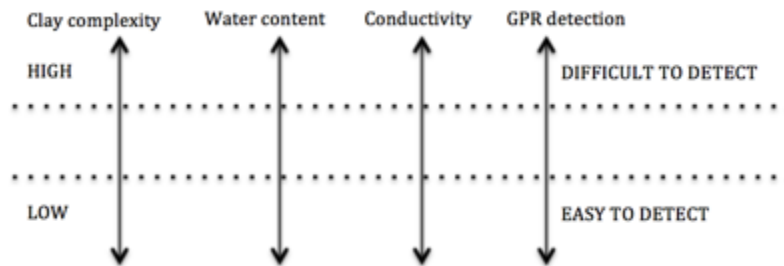 Clay complexity Water content Conductivity GPR detection
HIGH DIFFICULT TO DETECT
LOW EASY TO DETECT